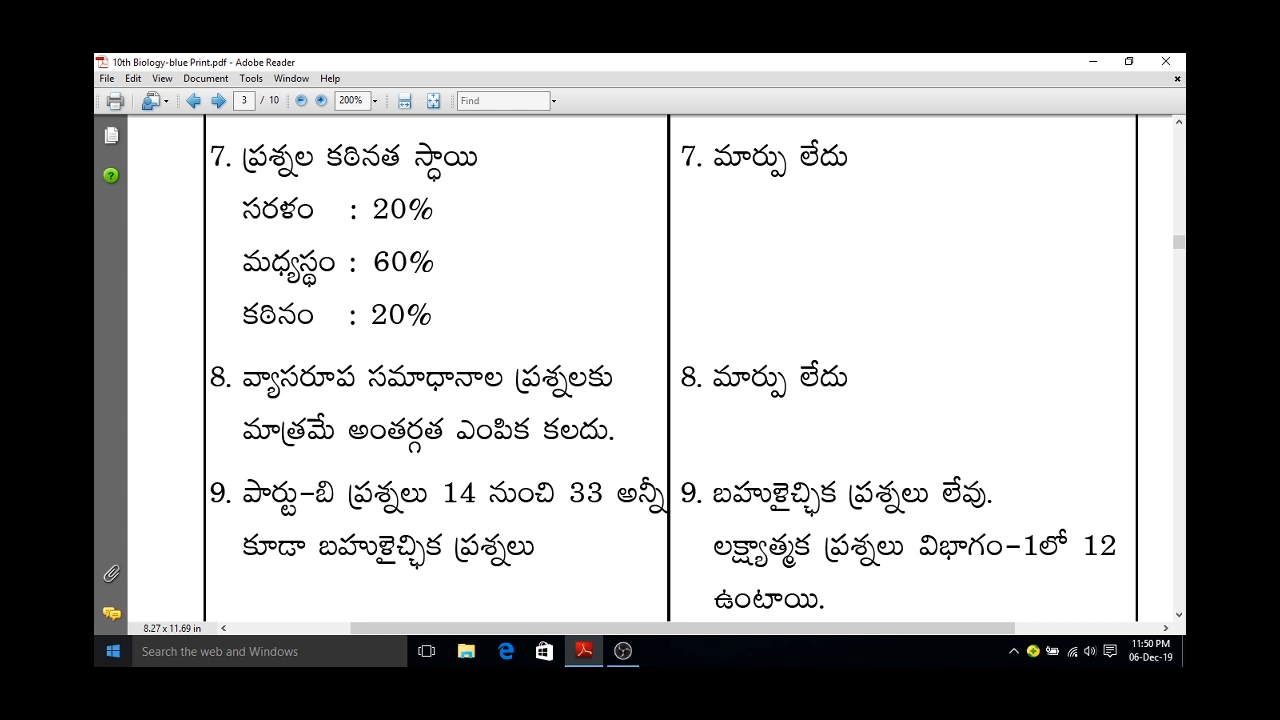 10th Biology-blue Print.pdf - Adobe Reader
File Edit View Document Tools Window Help
3 / 10 200% Find
7. ప్రశ్నల కఠినత స్ధాయి
సరళం : 20%
మధ్యస్థం : 60%
కఠినం : 20%
8. వ్యాసరూప సమాధానాల ప్రశ్నలకు
మాత్రమే అంతర్గత ఎంపిక కలదు.
9. పార్టు-బి ప్రశ్నలు 14 నుంచి 33 అన్నీ
కూడా బహుళైచ్ఛిక ప్రశ్నలు
7. మార్పు లేదు
8. మార్పు లేదు
9. బహుళైచ్ఛిక ప్రశ్నలు లేవు.
లక్ష్యాత్మక ప్రశ్నలు విభాగం-1లో 12
ఉంటాయి.
8.27 x 11.69 in
Search the web and Windows
11:50 PM
06-Dec-19